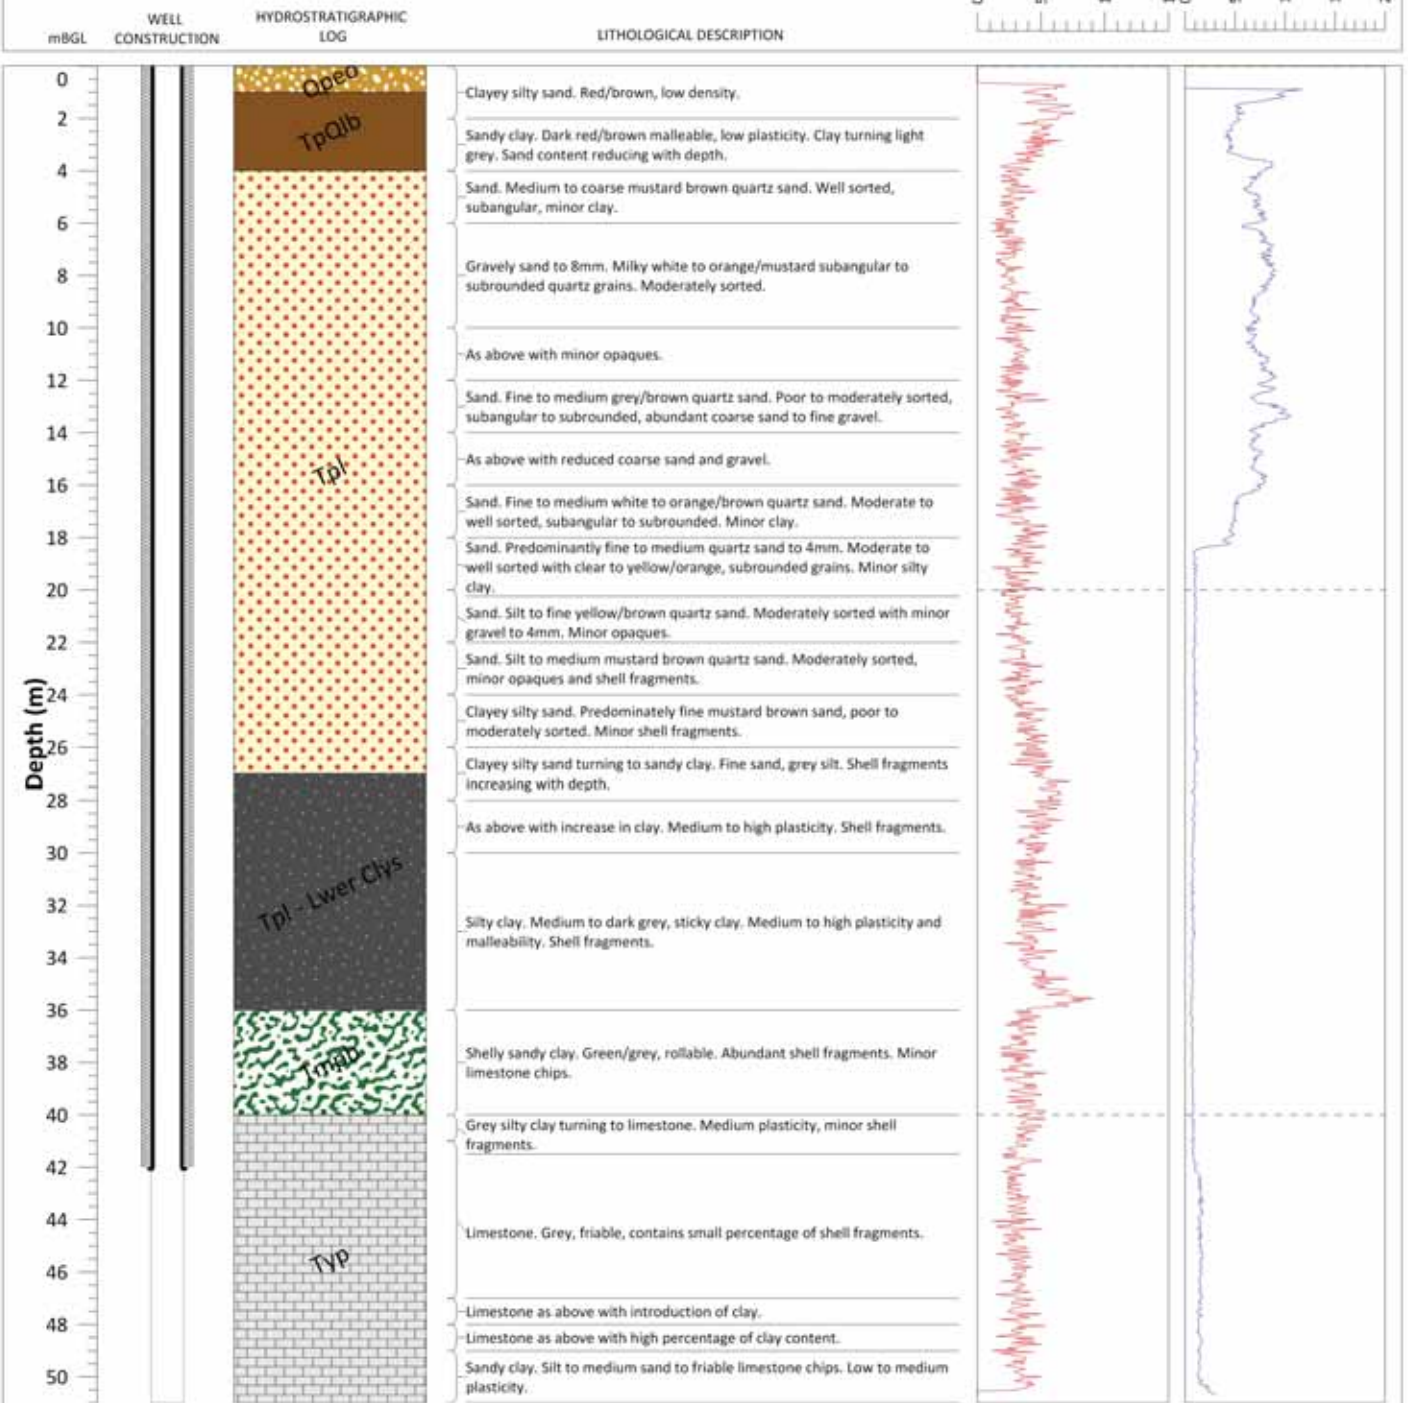 mBGL
WELL
CONSTRUCTION
HYDROSTRATIGRAPHIC
LOG
LITHOLOGICAL DESCRIPTION
0
2
4
6
8
10
12
14
16
18
20
22
24
26
28
30
32
34
36
38
40
42
44
46
48
50
Depth (m)
Qpeo
TpQlb
Tpl
Tpl - Lwer Clys
Tmpb
Typ
Clayey silty sand. Red/brown, low density.
Sandy clay. Dark red/brown malleable, low plasticity. Clay turning light
grey. Sand content reducing with depth.
Sand. Medium to coarse mustard brown quartz sand. Well sorted,
subangular, minor clay.
Gravely sand to 8mm. Milky white to orange/mustard subangular to
subrounded quartz grains. Moderately sorted.
As above with minor opaques.
Sand. Fine to medium grey/brown quartz sand. Poor to moderately sorted,
subangular to subrounded, abundant coarse sand to fine gravel.
As above with reduced coarse sand and gravel.
Sand. Fine to medium white to orange/brown quartz sand. Moderate to
well sorted, subangular to subrounded. Minor clay.
Sand. Predominantly fine to medium quartz sand to 4mm. Moderate to
well sorted with clear to yellow/orange, subrounded grains. Minor silty
clay.
Sand. Silt to fine yellow/brown quartz sand. Moderately sorted with minor
gravel to 4mm. Minor opaques.
Sand. Silt to medium mustard brown quartz sand. Moderately sorted,
minor opaques and shell fragments.
Clayey silty sand. Predominately fine mustard brown sand, poor to
moderately sorted. Minor shell fragments.
Clayey silty sand turning to sandy clay. Fine sand, grey silt. Shell fragments
increasing with depth.
As above with increase in clay. Medium to high plasticity. Shell fragments.
Silty clay. Medium to dark grey, sticky clay. Medium to high plasticity and
malleability. Shell fragments.
Shelly sandy clay. Green/grey, rollable. Abundant shell fragments. Minor
limestone chips.
Grey silty clay turning to limestone. Medium plasticity, minor shell
fragments.
Limestone. Grey, friable, contains small percentage of shell fragments.
Limestone as above with introduction of clay.
Limestone as above with high percentage of clay content.
Sandy clay. Silt to medium sand to friable limestone chips. Low to medium
plasticity.